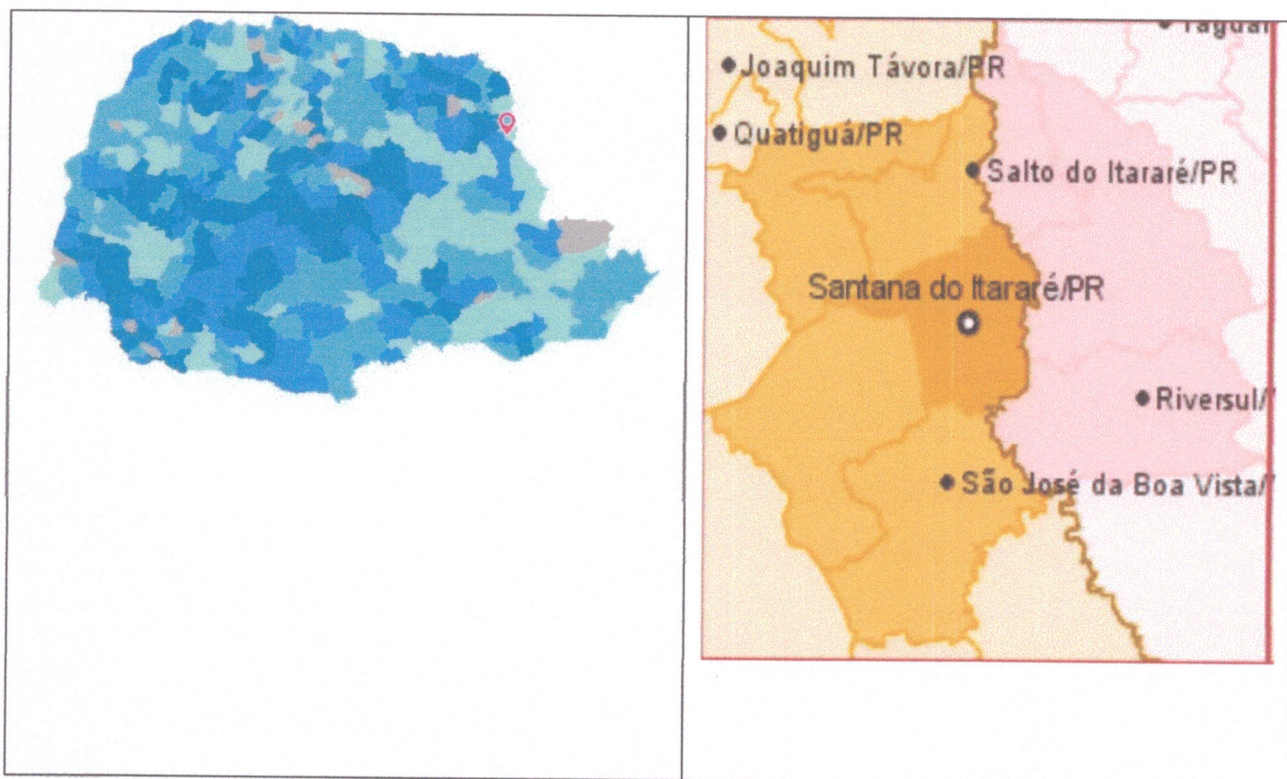 Joaquim Távora/PR
Quatiguá/PR
Salto do Itararé/PR
Santana do Itararé/PR
Riversul/
São José da Boa Vista/